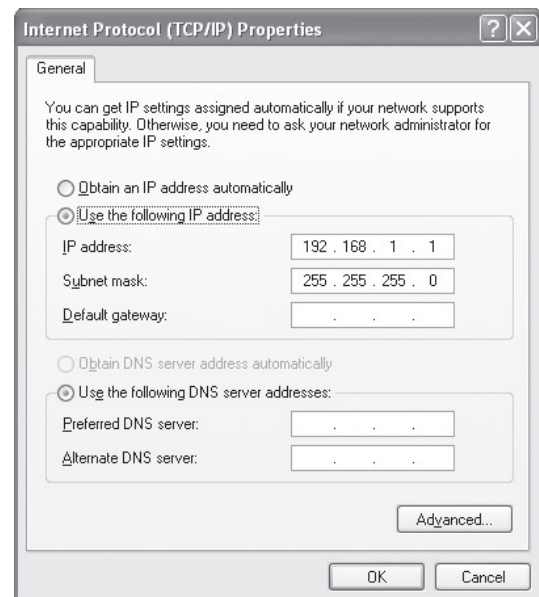 Internet Protocol (TCP/IP) Properties
General
You can get IP settings assigned automatically if your network supports
this capability. Otherwise, you need to ask your network administrator for
the appropriate IP settings.
Obtain an IP address automatically
Use the following IP address:
IP address: 192 . 168 . 1 . 1
Subnet mask: 255 . 255 . 255 . 0
Default gateway: . . .
Obtain DNS server address automatically
Use the following DNS server addresses:
Preferred DNS server: . . .
Alternate DNS server: . . .
Advanced...
OK Cancel